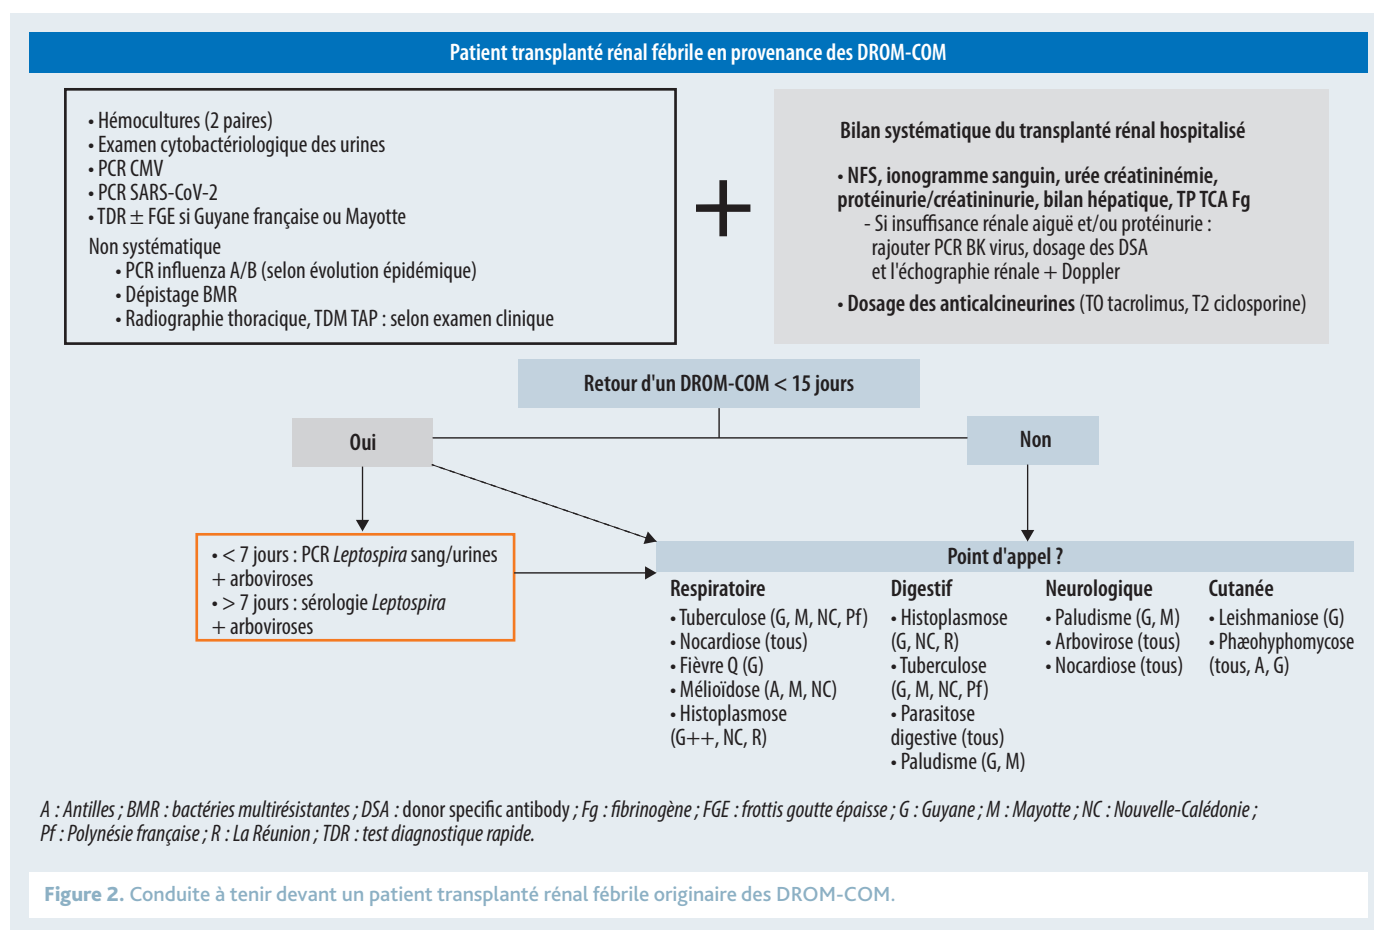 Patient transplanté rénal fébrile en provenance des DROM-COM
• Hémocultures (2 paires)
• Examen cytobactériologique des urines
• PCR CMV
• PCR SARS-CoV-2
• TDR ± FGE si Guyane française ou Mayotte
Non systématique
• PCR influenza A/B (selon évolution épidémique)
• Dépistage BMR
• Radiographie thoracique, TDM TAP : selon examen clinique
+
Bilan systématique du transplanté rénal hospitalisé
• NFS, ionogramme sanguin, urée créatininémie,
protéinurie/créatininurie, bilan hépatique, TP TCA Fg
- Si insuffisance rénale aiguë et/ou protéinurie :
rajouter PCR BK virus, dosage des DSA
et l'échographie rénale + Doppler
• Dosage des anticalcineurines (T0 tacrolimus, T2 ciclosporine)
Retour d'un DROM-COM < 15 jours
Oui
Non
• < 7 jours : PCR Leptospira sang/urines
+ arboviroses
• > 7 jours : sérologie Leptospira
+ arboviroses
Point d'appel ?
Respiratoire
• Tuberculose (G, M, NC, Pf)
• Nocardiose (tous)
• Fièvre Q (G)
• Mélioïdose (A, M, NC)
• Histoplasmose
(G++, NC, R)
Digestif
• Histoplasmose
(G, NC, R)
• Tuberculose
(G, M, NC, Pf)
• Parasitose
digestive (tous)
• Paludisme (G, M)
Neurologique
• Paludisme (G, M)
• Arbovirose (tous)
• Nocardiose (tous)
Cutanée
• Leishmaniose (G)
• Phæohyphomycose
(tous, A, G)
A : Antilles ; BMR : bactéries multirésistantes ; DSA : donor specific antibody ; Fg : fibrinogène ; FGE : frottis goutte épaisse ; G : Guyane ; M : Mayotte ; NC : Nouvelle-Calédonie ;
Pf : Polynésie française ; R : La Réunion ; TDR : test diagnostique rapide.
Figure 2. Conduite à tenir devant un patient transplanté rénal fébrile originaire des DROM-COM.